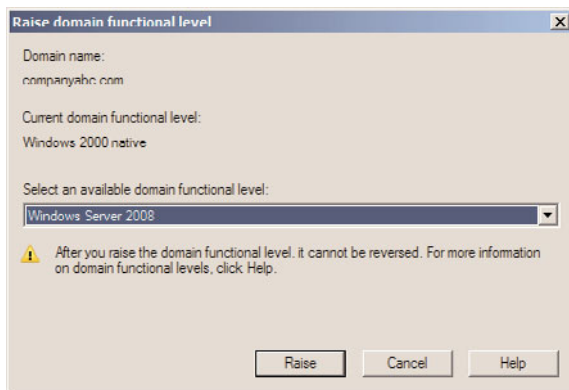 Raise domain functional level
Domain name:
companyabc.com
Current domain functional level:
Windows 2000 native
Select an available domain functional level:
Windows Server 2008
After you raise the domain functional level. it cannot be reversed. For more information
on domain functional levels, click Help.
Raise Cancel Help